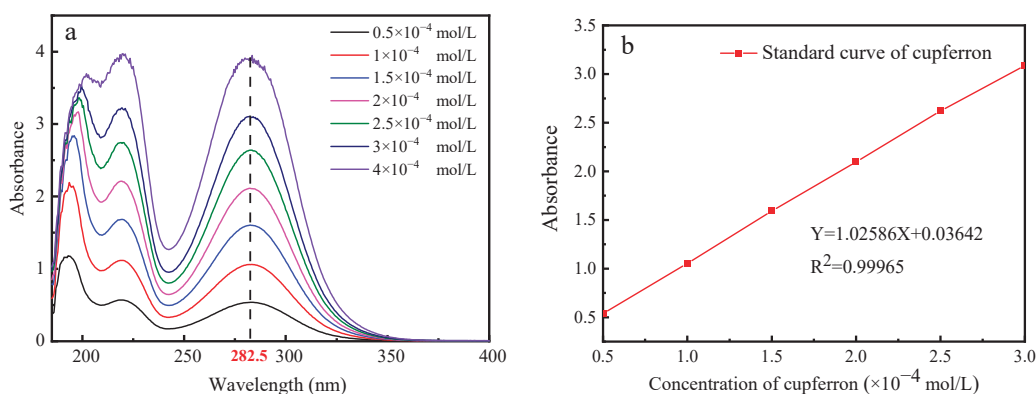 a
0.5×10⁻⁴ mol/L
1×10⁻⁴ mol/L
1.5×10⁻⁴ mol/L
2×10⁻⁴ mol/L
2.5×10⁻⁴ mol/L
3×10⁻⁴ mol/L
4×10⁻⁴ mol/L
Absorbance
4
3
2
1
0
200 250 282.5 300 350 400
Wavelength (nm)
b
Standard curve of cupferron
Absorbance
3.5
3.0
2.5
2.0
1.5
1.0
0.5
Y=1.02586X+0.03642
R²=0.99965
0.5 1.0 1.5 2.0 2.5 3.0
Concentration of cupferron (×10⁻⁴ mol/L)